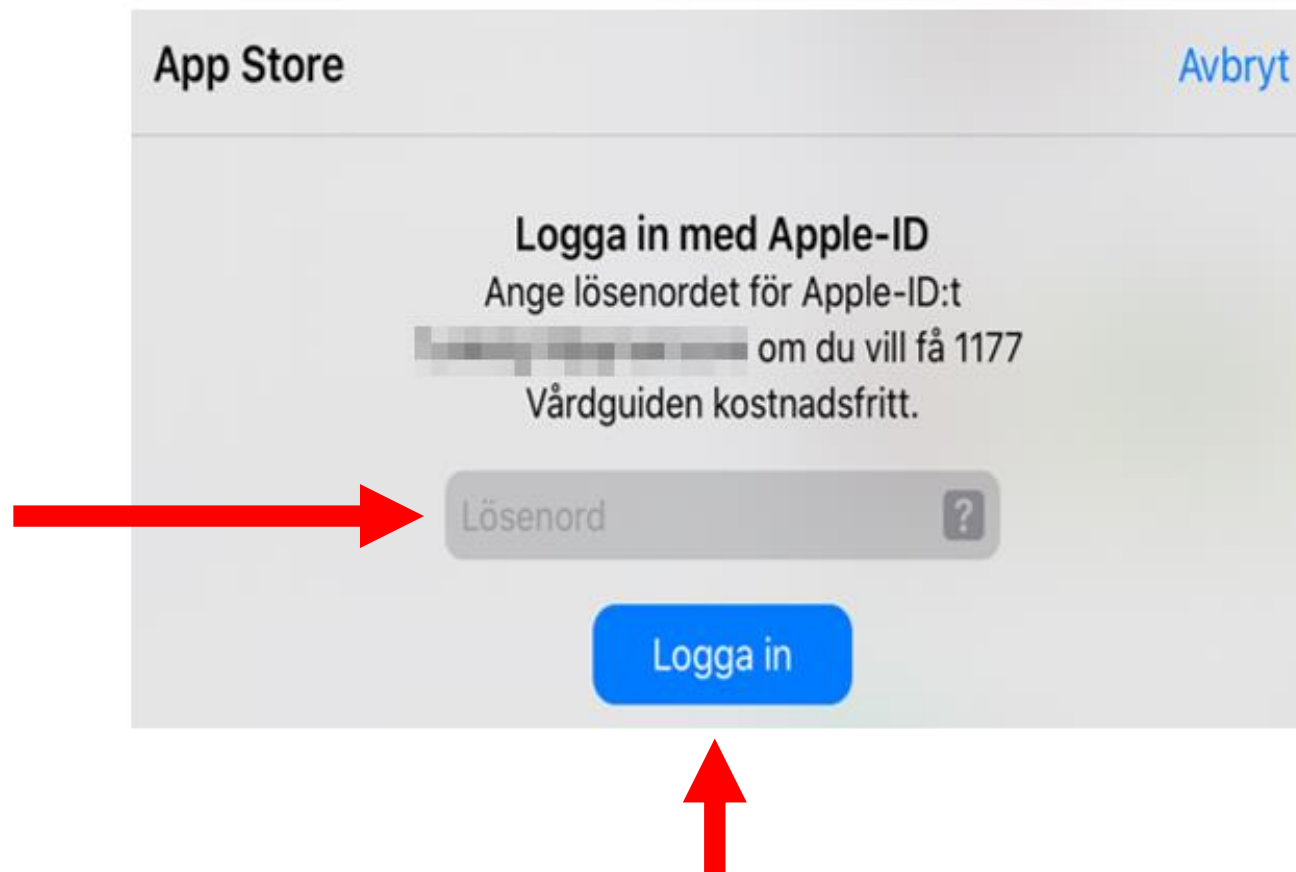 App Store
Avbryt
Logga in med Apple-ID
Ange lösenordet för Apple-ID:t
om du vill få 1177
Vårdguiden kostnadsfritt.
Lösenord ?
Logga in